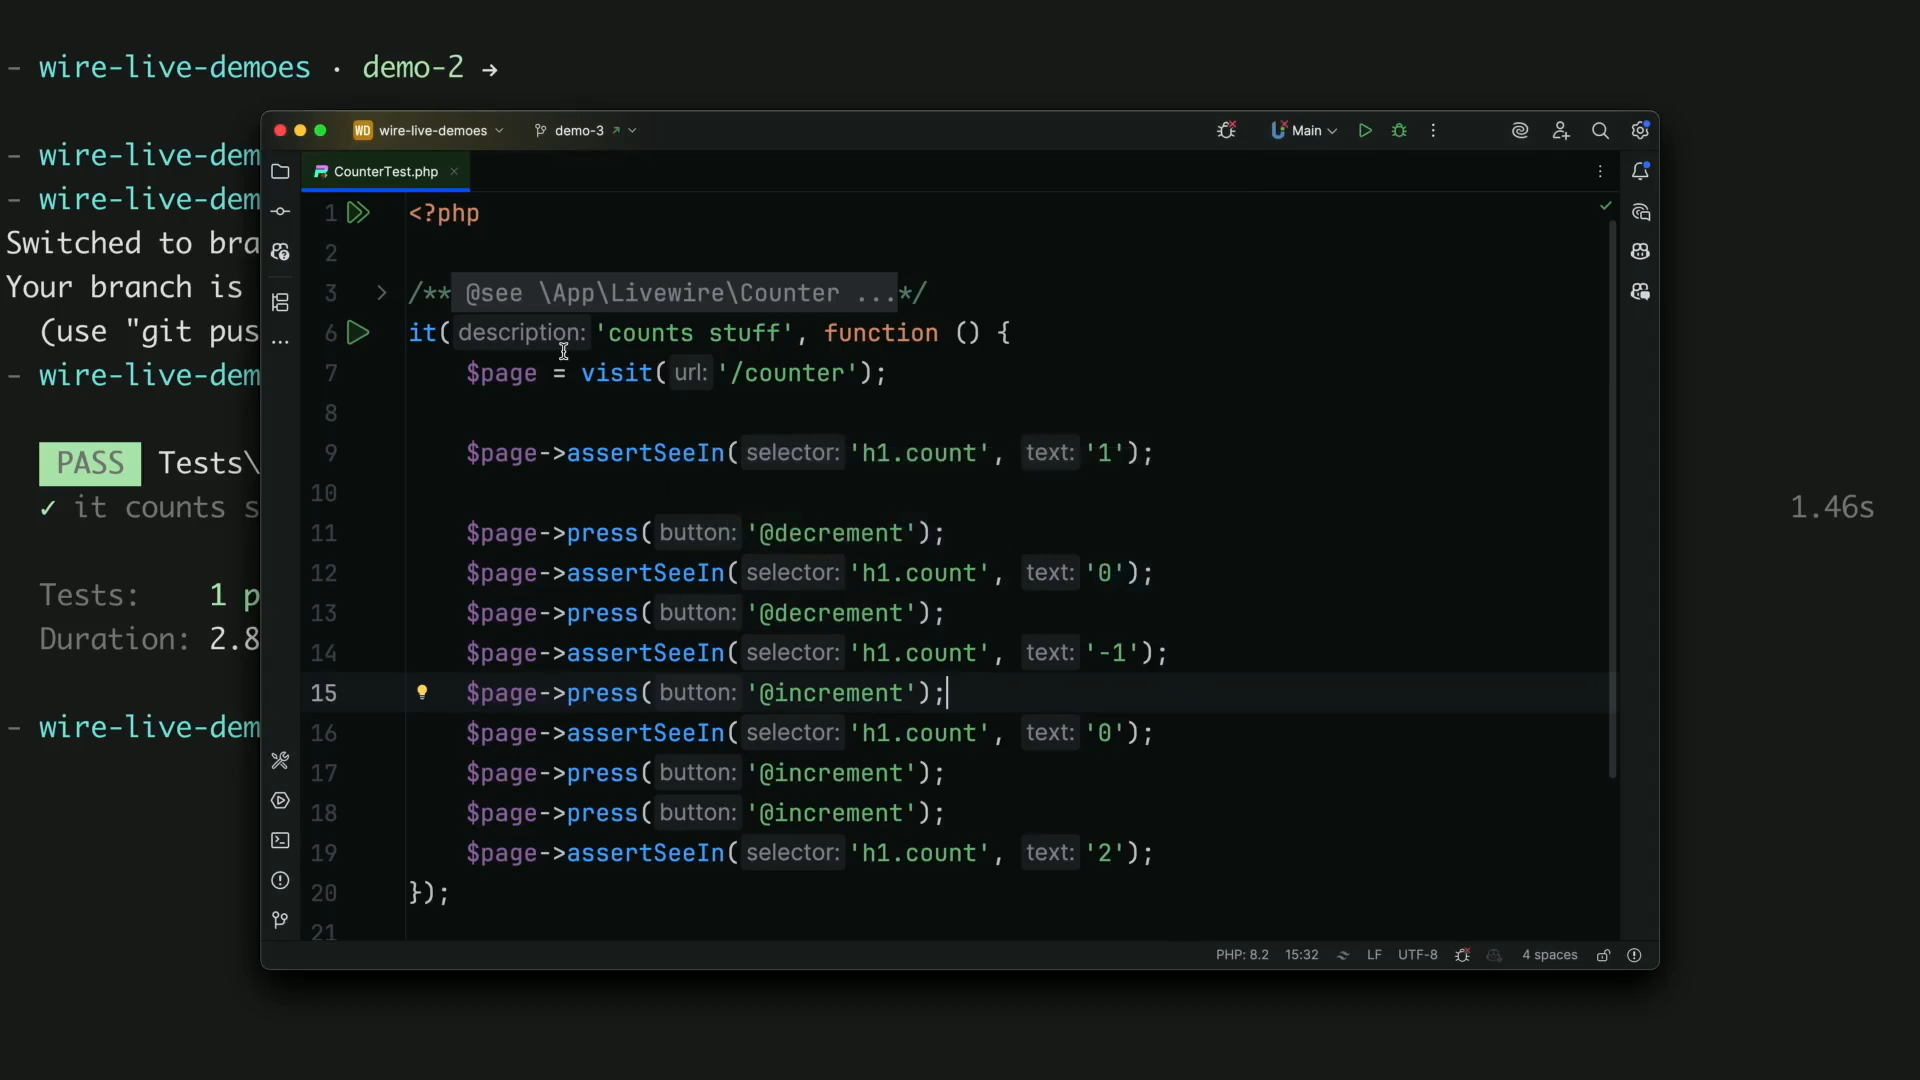 - wire-live-demoes · demo-2 →
- wire-live-dem
- wire-live-dem
Switched to bra
Your branch is
(use "git pus
- wire-live-dem
PASS Tests\
✓ it counts s
1.46s
Tests: 1 p
Duration: 2.8
- wire-live-dem
WD wire-live-demoes demo-3 Main
CounterTest.php
1 <?php
2
3 /** @see \App\Livewire\Counter ...*/
6 it( description: 'counts stuff', function () {
7 $page = visit( url: '/counter');
8
9 $page->assertSeeIn( selector: 'h1.count', text: '1');
10
11 $page->press( button: '@decrement');
12 $page->assertSeeIn( selector: 'h1.count', text: '0');
13 $page->press( button: '@decrement');
14 $page->assertSeeIn( selector: 'h1.count', text: '-1');
15 $page->press( button: '@increment');
16 $page->assertSeeIn( selector: 'h1.count', text: '0');
17 $page->press( button: '@increment');
18 $page->press( button: '@increment');
19 $page->assertSeeIn( selector: 'h1.count', text: '2');
20 });
21
PHP: 8.2 15:32 LF UTF-8 4 spaces